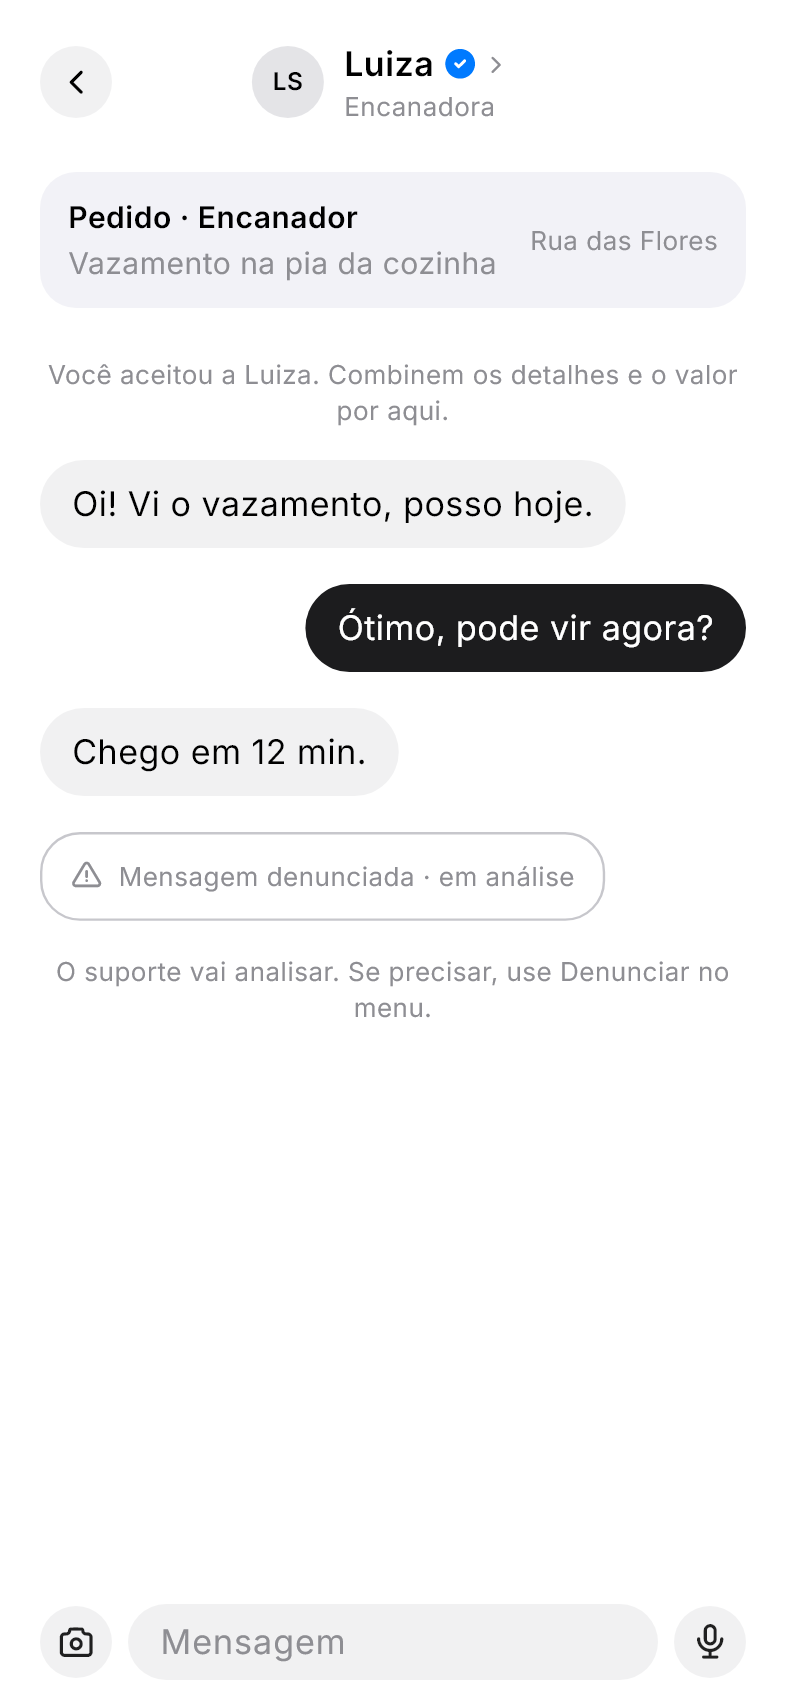 LS
Luiza
Encanadora
Pedido · Encanador
Vazamento na pia da cozinha
Rua das Flores
Você aceitou a Luiza. Combinem os detalhes e o valor
por aqui.
Oi! Vi o vazamento, posso hoje.
Ótimo, pode vir agora?
Chego em 12 min.
Mensagem denunciada · em análise
O suporte vai analisar. Se precisar, use Denunciar no
menu.
Mensagem